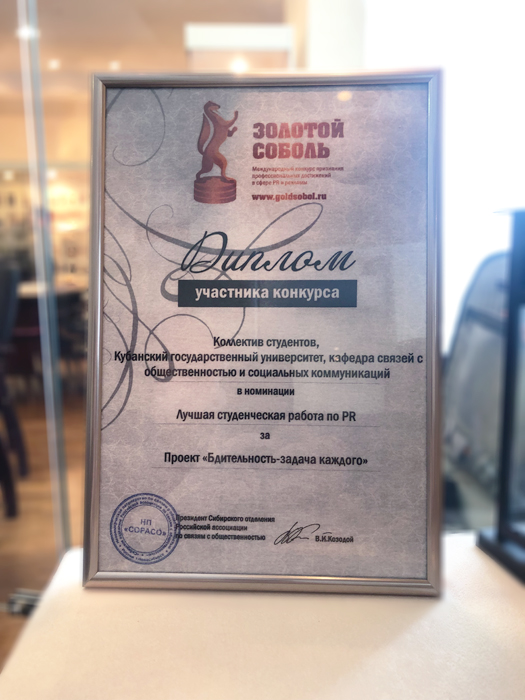 ЗОЛОТОЙ
СОБОЛЬ
Международный конкурс признания
профессиональных достижений
в сфере PR и рекламы
www.goldsobol.ru
Диплом
участника конкурса
Коллектив студентов,
Кубанский государственный университет, кафедра связей с
общественностью и социальных коммуникаций
в номинации
Лучшая студенческая работа по PR
за
Проект «Бдительность-задача каждого»
НП
«СОРАСО»
Президент Сибирского отделения
Российской ассоциации
по связям с общественностью
В.И.Козодой